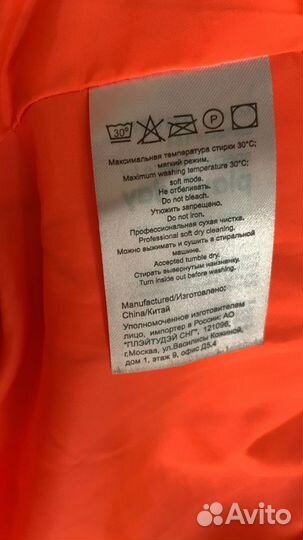 30°
P
Максимальная температура стирки 30°C;
мягкий режим,
Maximum washing temperature 30°C;
soft mode.
Не отбеливать.
Do not bleach.
Утюжить запрещено.
Do not iron.
Профессиональная сухая чистка.
Professional soft dry cleaning.
Можно выжимать и сушить в стиральной
машине.
Accepted tumble dry.
Стирать вывернутым наизнанку.
Turn inside out before washing.
Manufactured/Изготовлено:
China/Китай
Уполномоченное изготовителем
лицо, импортер в России: АО
"ПЛЭЙТУДЭЙ СНГ", 121096,
г.Москва, ул.Василисы Кожиной,
дом 1, этаж 9, офис Д5,4
Avito